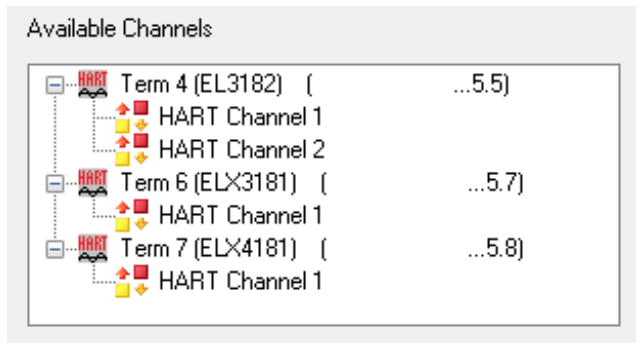 Available Channels
HART Term 4 (EL3182) ( ...5.5)
HART Channel 1
HART Channel 2
HART Term 6 (ELX3181) ( ...5.7)
HART Channel 1
HART Term 7 (ELX4181) ( ...5.8)
HART Channel 1